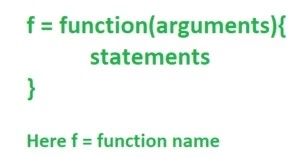 f = function(arguments){
statements
}
Here f = function name